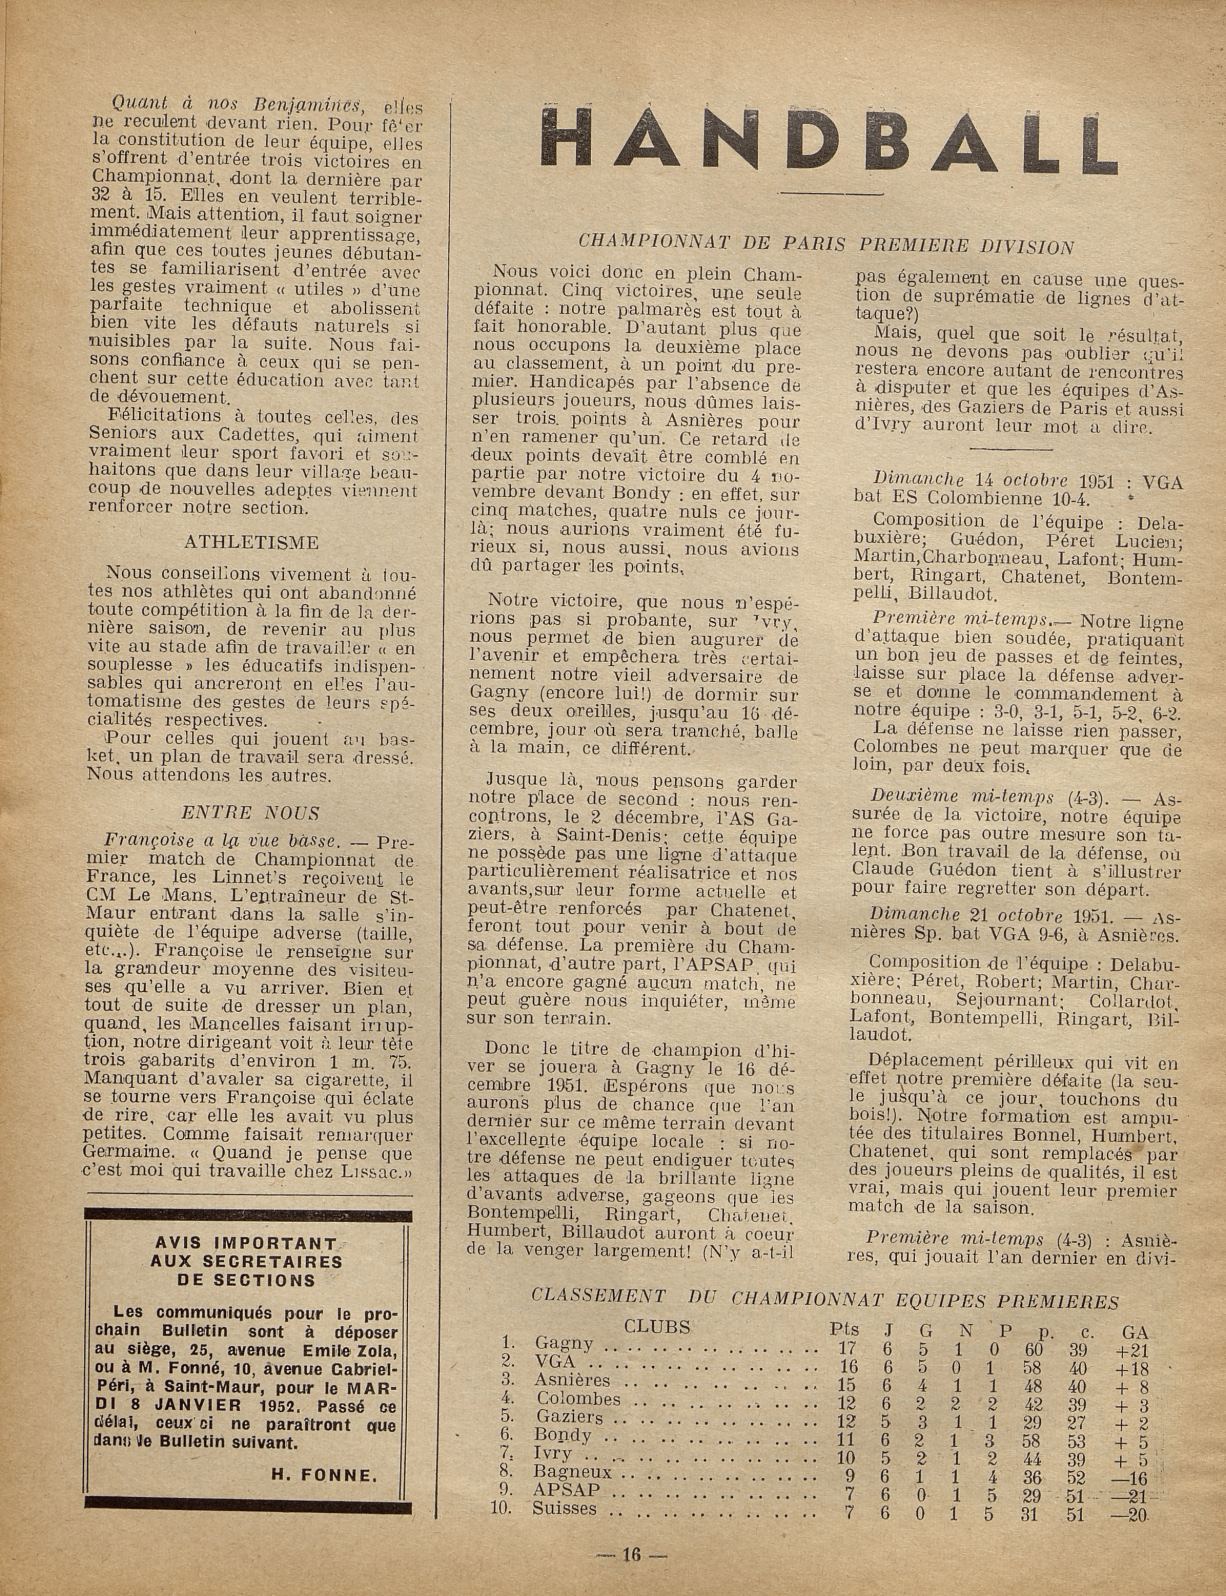 Quant à nos Benjamines, elles
ne reculent devant rien. Pour fêter
la constitution de leur équipe, elles
s'offrent d'entrée trois victoires en
Championnat, dont la dernière par
32 à 15. Elles en veulent terrible-
ment. Mais attention, il faut soigner
immédiatement leur apprentissage,
afin que ces toutes jeunes débutan-
tes se familiarisent d'entrée avec
les gestes vraiment « utiles » d'une
parfaite technique et abolissent
bien vite les défauts naturels si
nuisibles par la suite. Nous fai-
sons confiance à ceux qui se pen-
chent sur cette éducation avec tant
de dévouement.
Félicitations à toutes celles, des
Seniors aux Cadettes, qui aiment
vraiment leur sport favori et sou-
haitons que dans leur village beau-
coup de nouvelles adeptes viennent
renforcer notre section.
ATHLETISME
Nous conseillons vivement à tou-
tes nos athlètes qui ont abandonné
toute compétition à la fin de la der-
nière saison, de revenir au plus
vite au stade afin de travailler « en
souplesse » les éducatifs indispen-
sables qui ancreront en elles l'au-
tomatisme des gestes de leurs spé-
cialités respectives.
Pour celles qui jouent au bas-
ket, un plan de travail sera dressé.
Nous attendons les autres.
ENTRE NOUS
Françoise a la vue basse. — Pre-
mier match de Championnat de
France, les Linnet's reçoivent le
CM Le Mans. L'entraîneur de St-
Maur entrant dans la salle s'in-
quiète de l'équipe adverse (taille,
etc...). Françoise le renseigne sur
la grandeur moyenne des visiteu-
ses qu'elle a vu arriver. Bien et
tout de suite de dresser un plan,
quand, les Mancelles faisant irrup-
tion, notre dirigeant voit à leur tête
trois gabarits d'environ 1 m. 75.
Manquant d'avaler sa cigarette, il
se tourne vers Françoise qui éclate
de rire, car elle les avait vu plus
petites. Comme faisait remarquer
Germaine. « Quand je pense que
c'est moi qui travaille chez Lissac.»
AVIS IMPORTANT
AUX SECRETAIRES
DE SECTIONS
Les communiqués pour le pro-
chain Bulletin sont à déposer
au siège, 25, avenue Emile Zola,
ou à M. Fonné, 10, avenue Gabriel-
Péri, à Saint-Maur, pour le MAR-
DI 8 JANVIER 1952. Passé ce
délai, ceux ci ne paraîtront que
dans le Bulletin suivant.
H. FONNE.
HANDBALL
CHAMPIONNAT DE PARIS PREMIERE DIVISION
Nous voici donc en plein Cham-
pionnat. Cinq victoires, une seule
défaite : notre palmarès est tout à
fait honorable. D'autant plus que
nous occupons la deuxième place
au classement, à un point du pre-
mier. Handicapés par l'absence de
plusieurs joueurs, nous dûmes lais-
ser trois points à Asnières pour
n'en ramener qu'un. Ce retard de
deux points devait être comblé en
partie par notre victoire du 4 no-
vembre devant Bondy : en effet, sur
cinq matches, quatre nuls ce jour-
là; nous aurions vraiment été fu-
rieux si, nous aussi, nous avions
dû partager les points.
Notre victoire, que nous n'espé-
rions pas si probante, sur Ivry,
nous permet de bien augurer de
l'avenir et empêchera très certai-
nement notre vieil adversaire de
Gagny (encore lui!) de dormir sur
ses deux oreilles, jusqu'au 16 dé-
cembre, jour où sera tranché, balle
à la main, ce différent.
Jusque là, nous pensons garder
notre place de second : nous ren-
controns, le 2 décembre, l'AS Ga-
ziers, à Saint-Denis; cette équipe
ne possède pas une ligne d'attaque
particulièrement réalisatrice et nos
avants,sur leur forme actuelle et
peut-être renforcés par Chatenet,
feront tout pour venir à bout de
sa défense. La première du Cham-
pionnat, d'autre part, l'APSAP, qui
n'a encore gagné aucun match, ne
peut guère nous inquiéter, même
sur son terrain.
Donc le titre de champion d'hi-
ver se jouera à Gagny le 16 dé-
cembre 1951. Espérons que nous
aurons plus de chance que l'an
dernier sur ce même terrain devant
l'excellente équipe locale : si no-
tre défense ne peut endiguer toutes
les attaques de la brillante ligne
d'avants adverse, gageons que les
Bontempelli, Ringart, Chatenet,
Humbert, Billaudot auront à coeur
de la venger largement! (N'y a-t-il
pas également en cause une ques-
tion de suprématie de lignes d'at-
taque?)
Mais, quel que soit le résultat,
nous ne devons pas oublier qu'il
restera encore autant de rencontres
à disputer et que les équipes d'As-
nières, des Gaziers de Paris et aussi
d'Ivry auront leur mot a dire.
Dimanche 14 octobre 1951 : VGA
bat ES Colombienne 10-4.
Composition de l'équipe : Dela-
buxière; Guédon, Péret Lucien;
Martin,Charbonneau, Lafont; Hum-
bert, Ringart, Chatenet, Bontem-
pelli, Billaudot.
Première mi-temps.— Notre ligne
d'attaque bien soudée, pratiquant
un bon jeu de passes et de feintes,
laisse sur place la défense adver-
se et donne le commandement à
notre équipe : 3-0, 3-1, 5-1, 5-2, 6-2.
La défense ne laisse rien passer,
Colombes ne peut marquer que de
loin, par deux fois.
Deuxième mi-temps (4-3). — As-
surée de la victoire, notre équipe
ne force pas outre mesure son ta-
lent. Bon travail de la défense, où
Claude Guédon tient à s'illustrer
pour faire regretter son départ.
Dimanche 21 octobre 1951. — As-
nières Sp. bat VGA 9-6, à Asnières.
Composition de l'équipe : Delabu-
xière; Péret, Robert; Martin, Char-
bonneau, Sejournant; Collardot,
Lafont, Bontempelli, Ringart, Bil-
laudot.
Déplacement périlleux qui vit en
effet notre première défaite (la seu-
le jusqu'à ce jour, touchons du
bois!). Notre formation est ampu-
tée des titulaires Bonnel, Humbert,
Chatenet, qui sont remplacés par
des joueurs pleins de qualités, il est
vrai, mais qui jouent leur premier
match de la saison.
Première mi-temps (4-3) : Asniè-
res, qui jouait l'an dernier en divi-
CLASSEMENT DU CHAMPIONNAT EQUIPES PREMIERES
CLUBS Pts J G N P p. c. GA
1. Gagny 17 6 5 1 0 60 39 +21
2. VGA 16 6 5 0 1 58 40 +18
3. Asnières 15 6 4 1 1 48 40 + 8
4. Colombes 12 6 2 2 2 42 39 + 3
5. Gaziers 12 5 3 1 1 29 27 + 2
6. Bondy 11 6 2 1 3 58 53 + 5
7. Ivry 10 5 2 1 2 44 39 + 5
8. Bagneux 9 6 1 1 4 36 52 —16
9. APSAP 7 6 0 1 5 29 51 —21
10. Suisses 7 6 0 1 5 31 51 —20
— 16 —